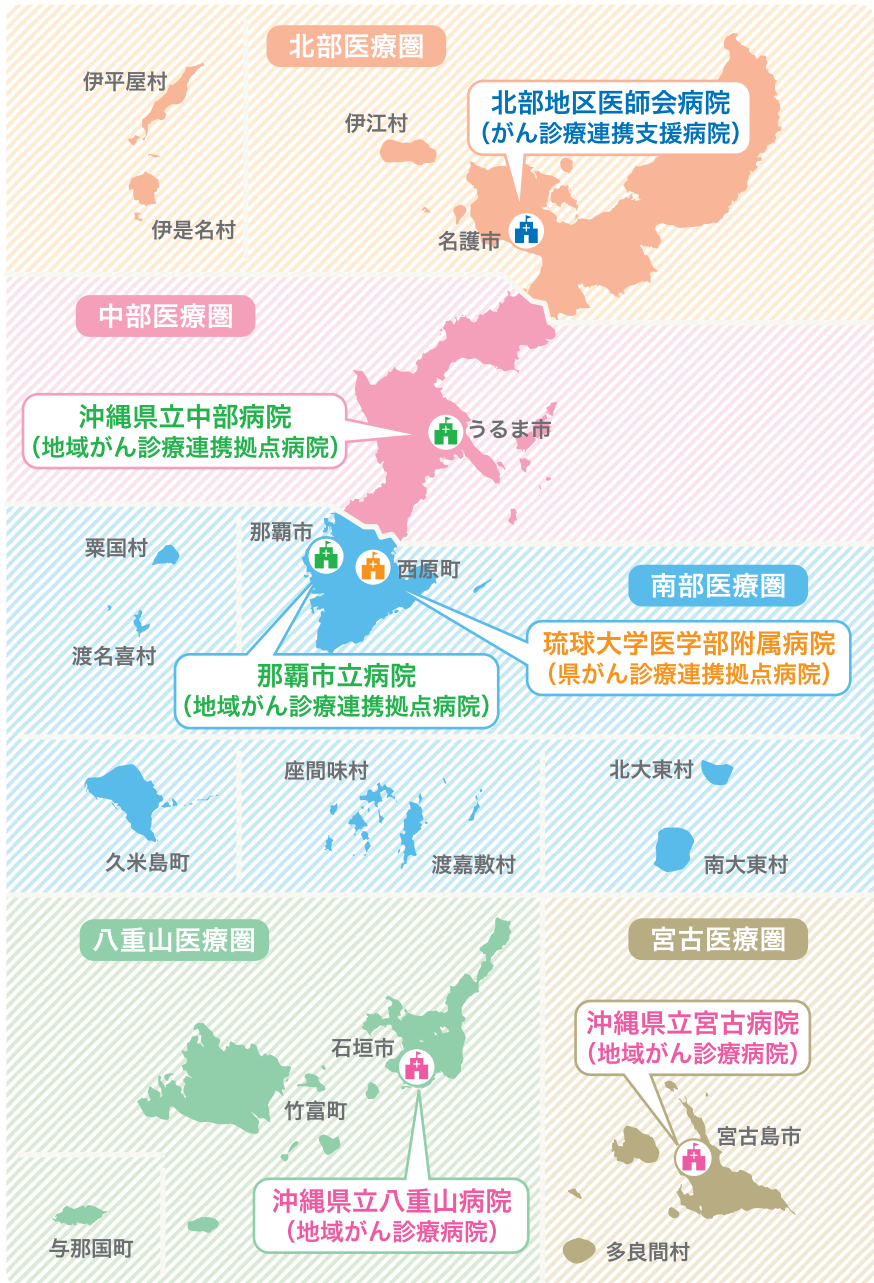 北部医療圏
伊平屋村
伊江村
北部地区医師会病院
（がん診療連携支援病院）
伊是名村
名護市
中部医療圏
沖縄県立中部病院
（地域がん診療連携拠点病院）
うるま市
那覇市
粟国村
西原町
南部医療圏
渡名喜村
琉球大学医学部附属病院
（県がん診療連携拠点病院）
那覇市立病院
（地域がん診療連携拠点病院）
座間味村
北大東村
久米島町
渡嘉敷村
南大東村
八重山医療圏
宮古医療圏
沖縄県立宮古病院
（地域がん診療病院）
石垣市
竹富町
宮古島市
沖縄県立八重山病院
（地域がん診療病院）
与那国町
多良間村